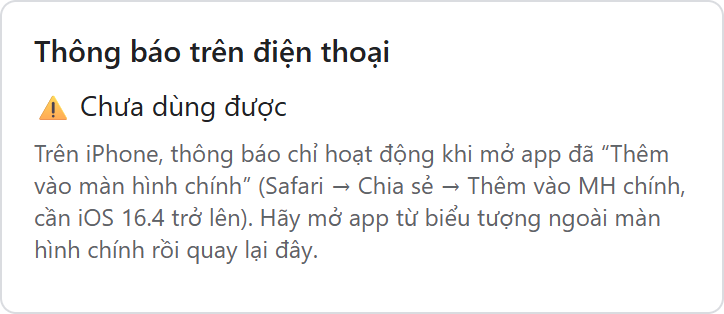 Thông báo trên điện thoại
⚠️ Chưa dùng được
Trên iPhone, thông báo chỉ hoạt động khi mở app đã “Thêm
vào màn hình chính” (Safari → Chia sẻ → Thêm vào MH chính,
cần iOS 16.4 trở lên). Hãy mở app từ biểu tượng ngoài màn
hình chính rồi quay lại đây.